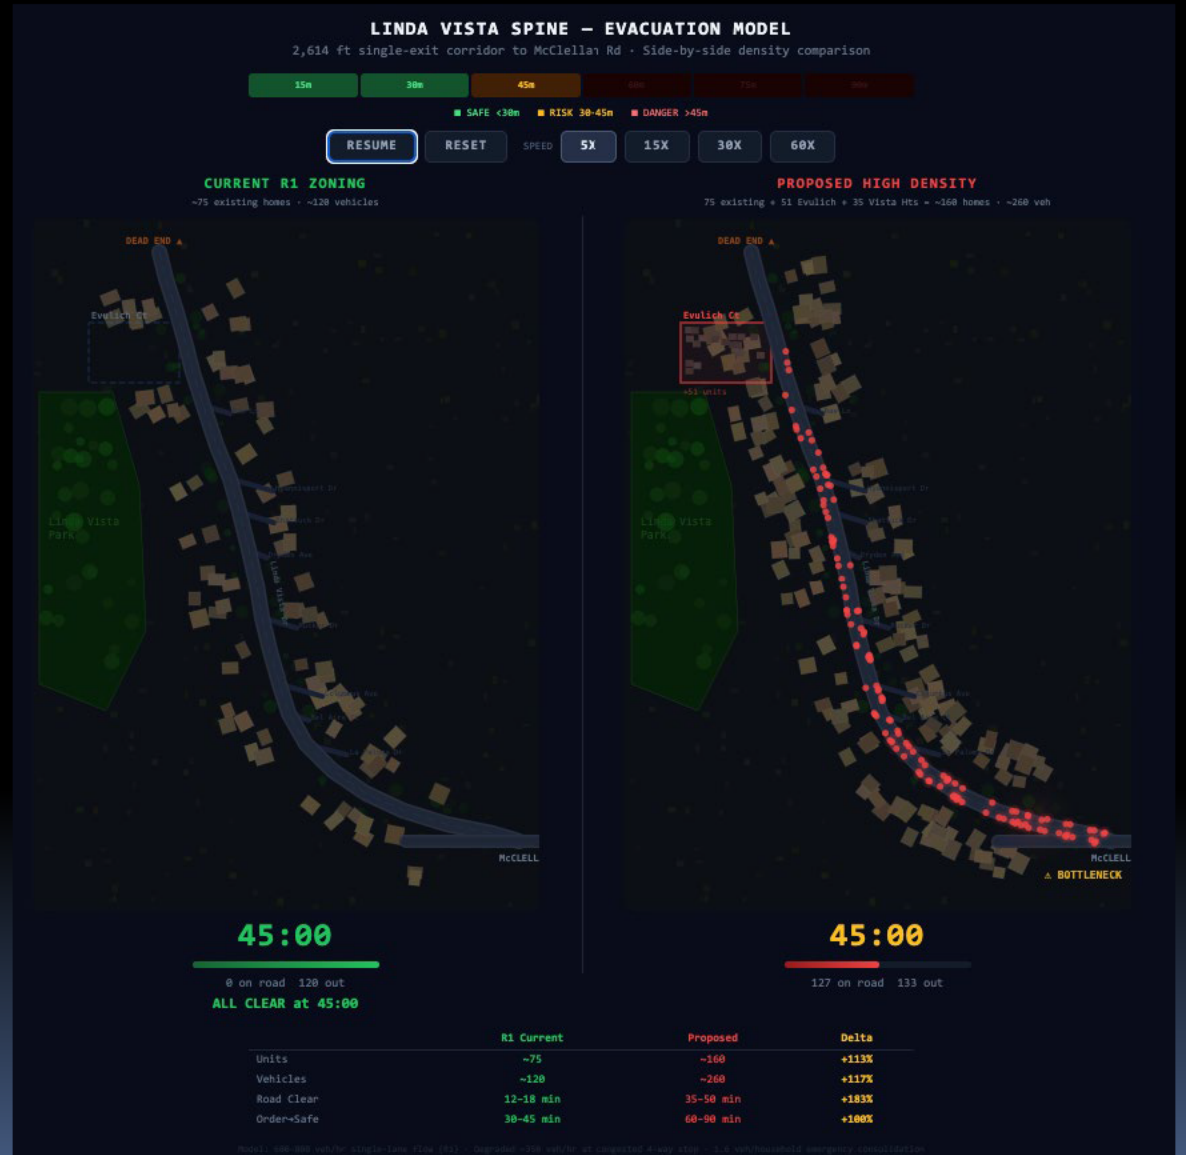 LINDA VISTA SPINE — EVACUATION MODEL
2,614 ft single-exit corridor to McClellan Rd · Side-by-side density comparison
15m 30m 45m 60m 75m 90m
■ SAFE <30m ■ RISK 30-45m ■ DANGER >45m
RESUME RESET SPEED 5X 15X 30X 60X
CURRENT R1 ZONING
~75 existing homes · ~120 vehicles
DEAD END ▲
Evulich Ct
Linda Vista
Park
Linda Vista
McCLELL
45:00
0 on road 120 out
ALL CLEAR at 45:00
PROPOSED HIGH DENSITY
75 existing + 51 Evulich + 35 Vista Hts = ~160 homes · ~260 veh
DEAD END ▲
Evulich Ct
+51 units
Linda Vista
Park
McCLELL
⚠ BOTTLENECK
45:00
127 on road 133 out
R1 Current Proposed Delta
Units ~75 ~160 +113%
Vehicles ~120 ~260 +117%
Road Clear 12-18 min 35-50 min +183%
Order→Safe 30-45 min 60-90 min +100%